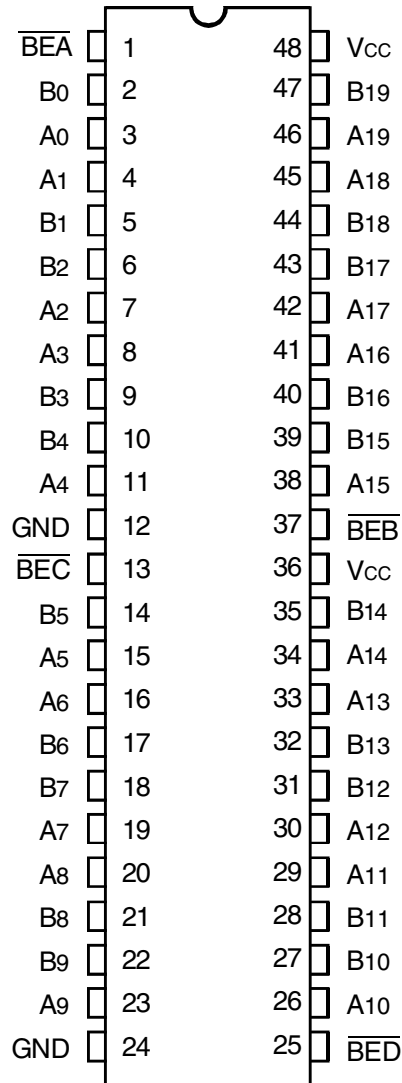 B̅E̅A̅ 1 48 VCC
B0 2 47 B19
A0 3 46 A19
A1 4 45 A18
B1 5 44 B18
B2 6 43 B17
A2 7 42 A17
A3 8 41 A16
B3 9 40 B16
B4 10 39 B15
A4 11 38 A15
GND 12 37 B̅E̅B̅
B̅E̅C̅ 13 36 VCC
B5 14 35 B14
A5 15 34 A14
A6 16 33 A13
B6 17 32 B13
B7 18 31 B12
A7 19 30 A12
A8 20 29 A11
B8 21 28 B11
B9 22 27 B10
A9 23 26 A10
GND 24 25 B̅E̅D̅